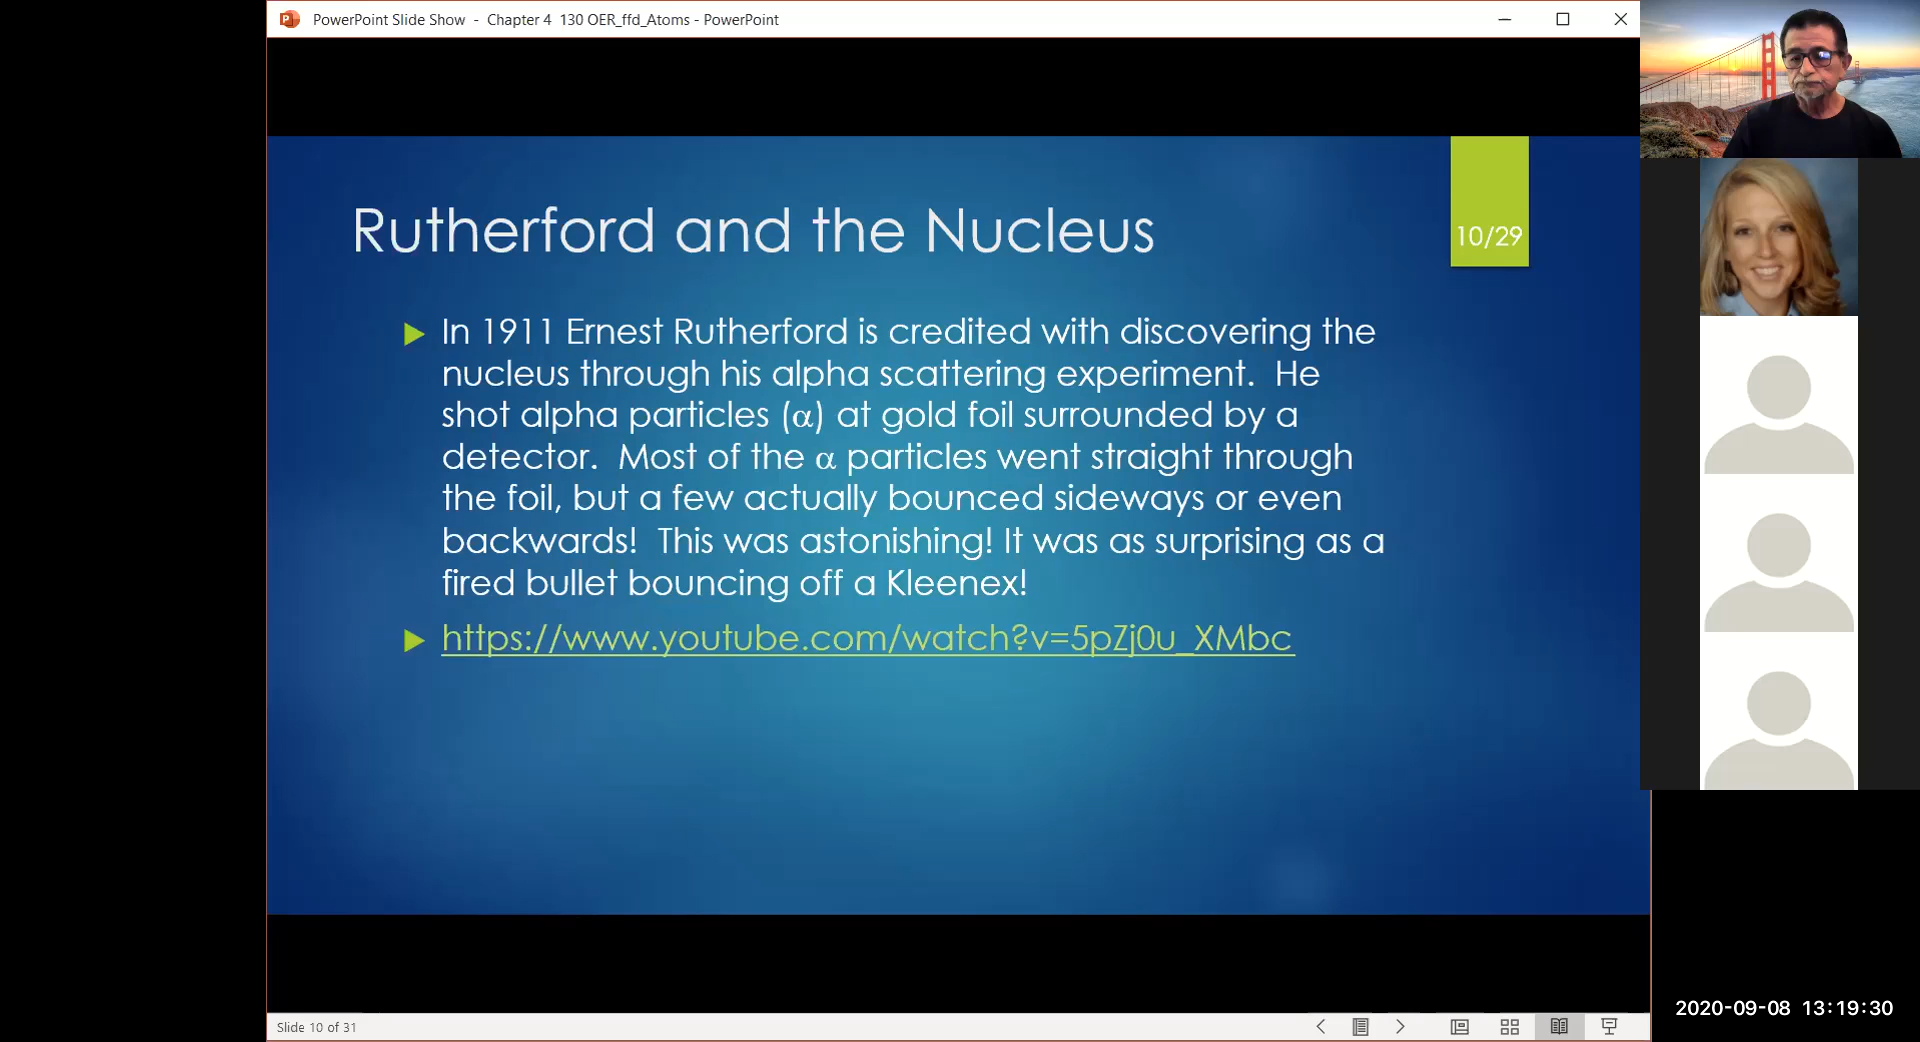 PowerPoint Slide Show - Chapter 4 130 OER_ffd_Atoms - PowerPoint
Rutherford and the Nucleus
10/29
In 1911 Ernest Rutherford is credited with discovering the
nucleus through his alpha scattering experiment. He
shot alpha particles (α) at gold foil surrounded by a
detector. Most of the α particles went straight through
the foil, but a few actually bounced sideways or even
backwards! This was astonishing! It was as surprising as a
fired bullet bouncing off a Kleenex!
https://www.youtube.com/watch?v=5pZj0u_XMbc
Slide 10 of 31
2020-09-08 13:19:30